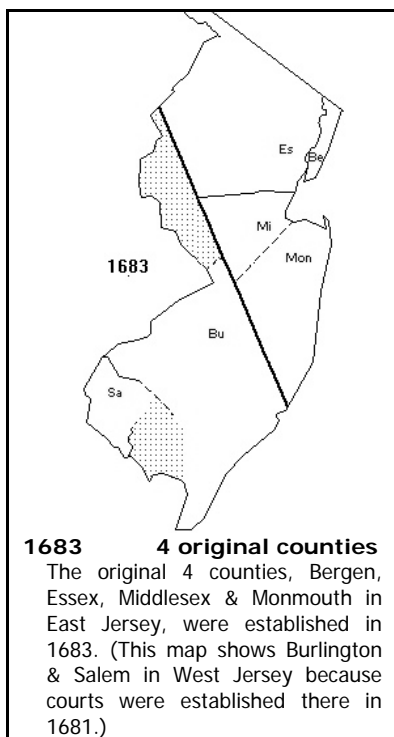 Es
Be
Mi
1683
Mon
Bu
Sa
1683 4 original counties
The original 4 counties, Bergen,
Essex, Middlesex & Monmouth in
East Jersey, were established in
1683. (This map shows Burlington
& Salem in West Jersey because
courts were established there in
1681.)